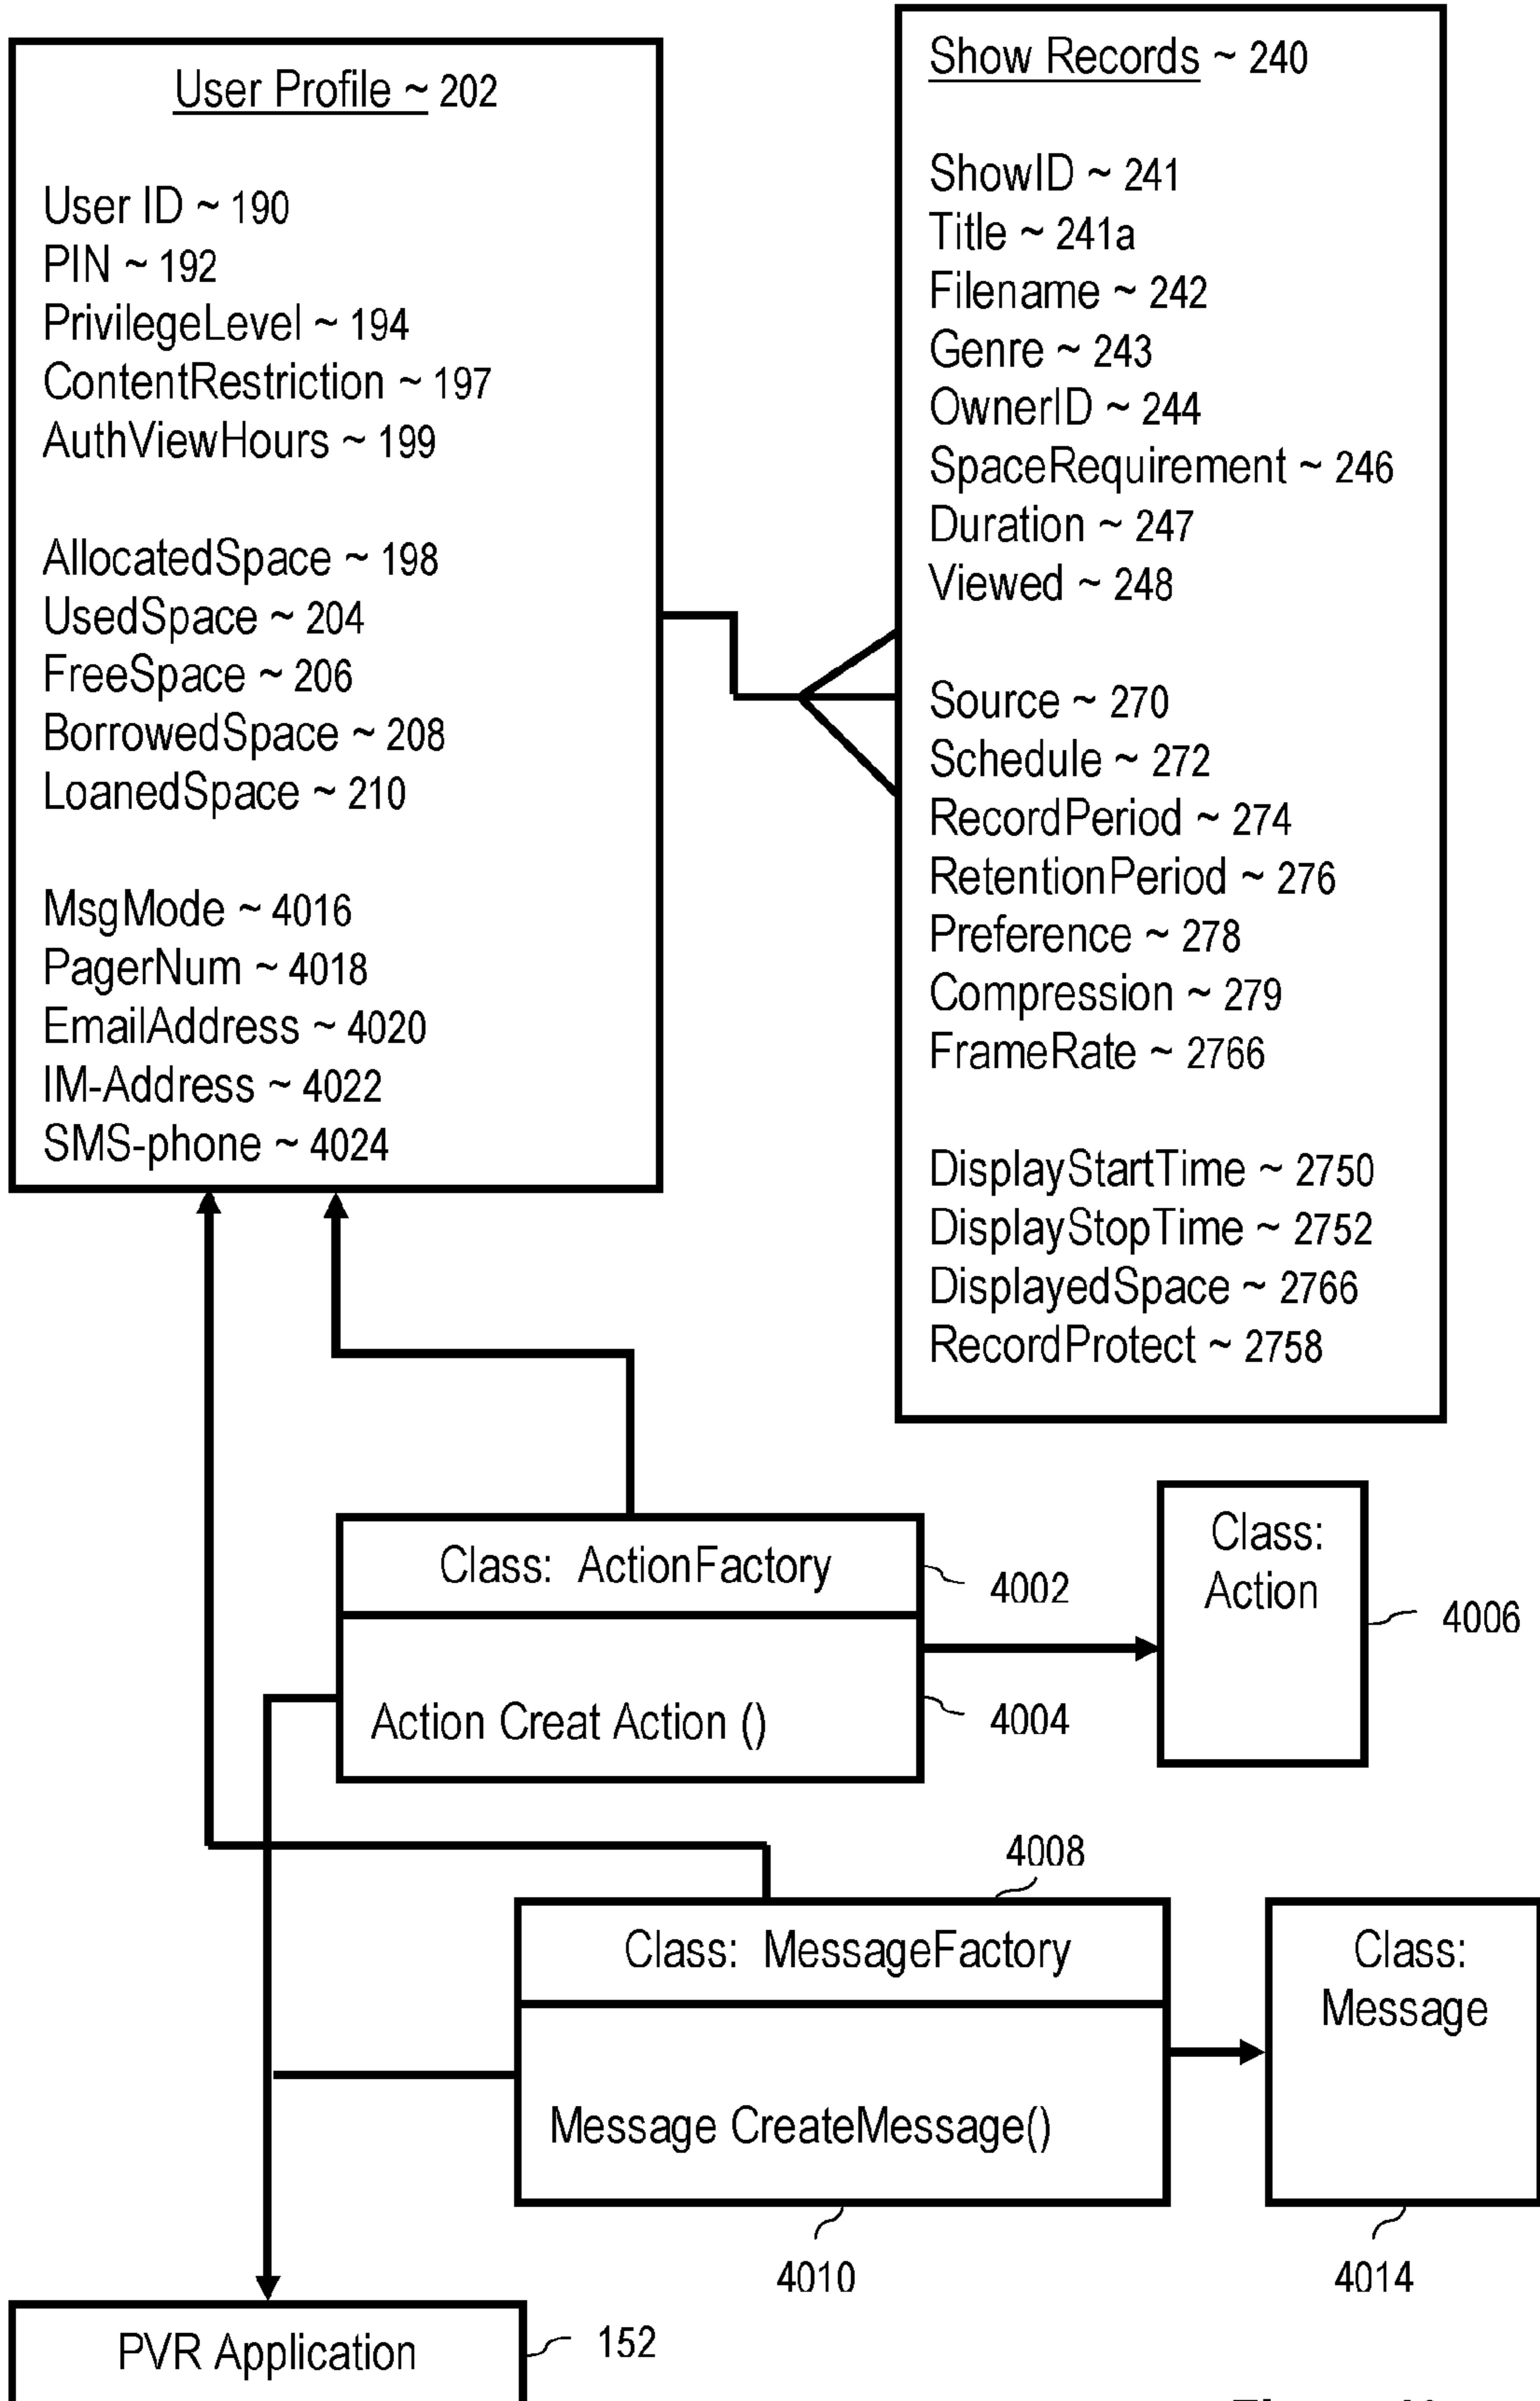 User Profile ~ 202
User ID ~ 190
PIN ~ 192
PrivilegeLevel ~ 194
ContentRestriction ~ 197
AuthViewHours ~ 199
AllocatedSpace ~ 198
UsedSpace ~ 204
FreeSpace ~ 206
BorrowedSpace ~ 208
LoanedSpace ~ 210
MsgMode ~ 4016
PagerNum ~ 4018
EmailAddress ~ 4020
IM-Address ~ 4022
SMS-phone ~ 4024
Show Records ~ 240
ShowID ~ 241
Title ~ 241a
Filename ~ 242
Genre ~ 243
OwnerID ~ 244
SpaceRequirement ~ 246
Duration ~ 247
Viewed ~ 248
Source ~ 270
Schedule ~ 272
RecordPeriod ~ 274
RetentionPeriod ~ 276
Preference ~ 278
Compression ~ 279
FrameRate ~ 2766
DisplayStartTime ~ 2750
DisplayStopTime ~ 2752
DisplayedSpace ~ 2766
RecordProtect ~ 2758
Class: ActionFactory
4002
Action Creat Action ()
4004
Class:
Action
4006
4008
Class: MessageFactory
Message CreateMessage()
4010
Class:
Message
4014
PVR Application
152